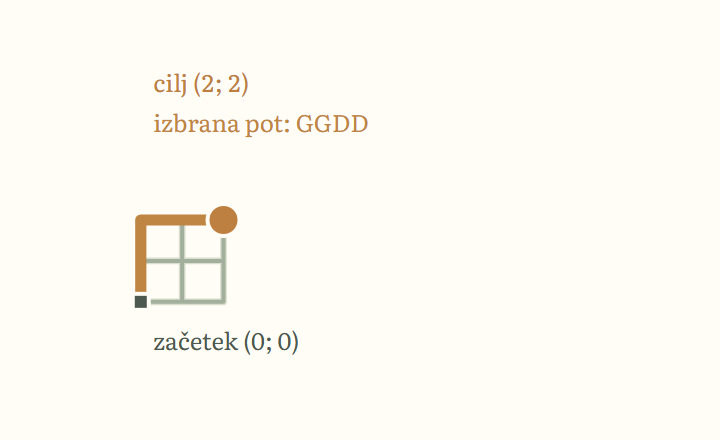 cilj (2; 2)
izbrana pot: GGDD
začetek (0; 0)